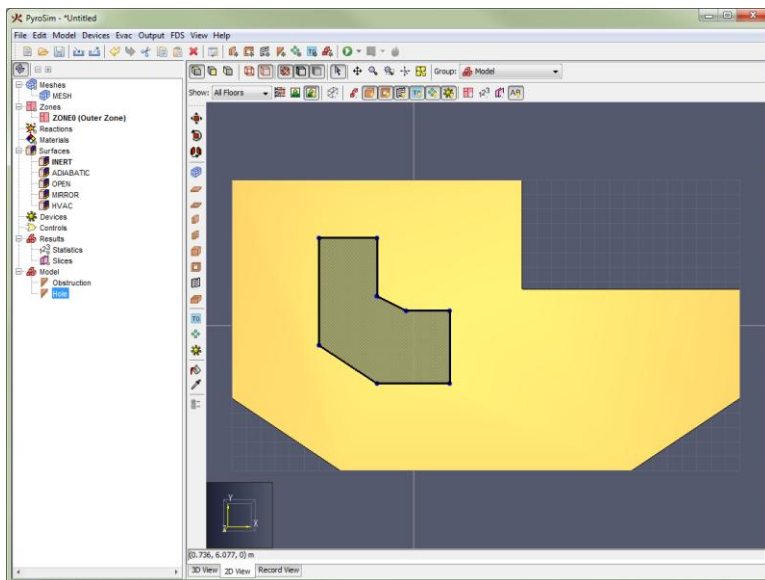 PyroSim - *Untitled
File Edit Model Devices Evac Output FDS View Help
Group: Model
Show: All Floors
Meshes
MESH
Zones
ZONE0 (Outer Zone)
Reactions
Materials
Surfaces
INERT
ADIABATIC
OPEN
MIRROR
HVAC
Devices
Controls
Results
Statistics
Slices
Model
Obstruction
Hole
Y
X
Z
(0.736, 6.077, 0) m
3D View 2D View Record View